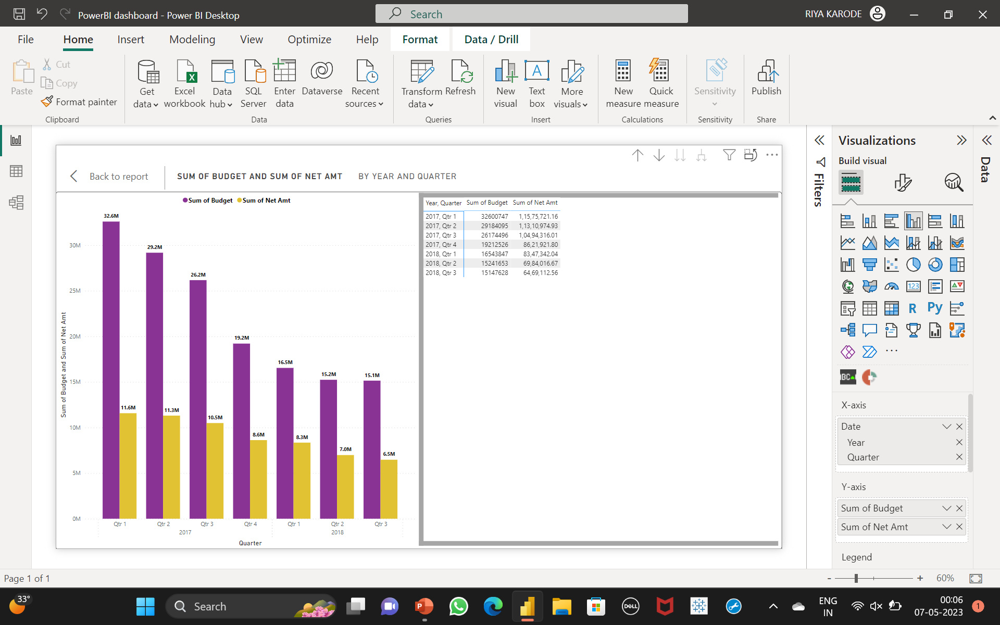 PowerBI dashboard - Power BI Desktop
Search
RIYA KARODE
File Home Insert Modeling View Optimize Help Format Data / Drill
Paste
Cut
Copy
Format painter
Clipboard
Get data
Excel workbook
Data hub
SQL Server
Enter data
Dataverse
Recent sources
Data
Transform data
Refresh
Queries
New visual
Text box
A
More visuals
Insert
New measure
Quick measure
Calculations
Sensitivity
Sensitivity
Publish
Share
Back to report
SUM OF BUDGET AND SUM OF NET AMT BY YEAR AND QUARTER
Sum of Budget Sum of Net Amt
Sum of Budget and Sum of Net Amt
30M
25M
20M
15M
10M
5M
0M
32.6M
29.2M
26.2M
19.2M
16.5M
15.2M
15.1M
11.6M
11.3M
10.5M
8.6M
8.3M
7.0M
6.5M
Qtr 1 Qtr 2 Qtr 3 Qtr 4 Qtr 1 Qtr 2 Qtr 3
2017 2018
Quarter
Year, Quarter Sum of Budget Sum of Net Amt
2017, Qtr 1 32600747 1,15,75,721.16
2017, Qtr 2 29184095 1,13,10,974.93
2017, Qtr 3 26174496 1,04,94,316.01
2017, Qtr 4 19212526 86,21,921.80
2018, Qtr 1 16543847 83,47,342.04
2018, Qtr 2 15241653 69,84,016.67
2018, Qtr 3 15147628 64,69,112.56
Filters
Visualizations
Build visual
123
R Py
BC
X-axis
Date
Year
Quarter
Y-axis
Sum of Budget
Sum of Net Amt
Legend
Data
Page 1 of 1
- + 60%
33°
Search
P
DELL
ENG
IN
00:06
07-05-2023
1